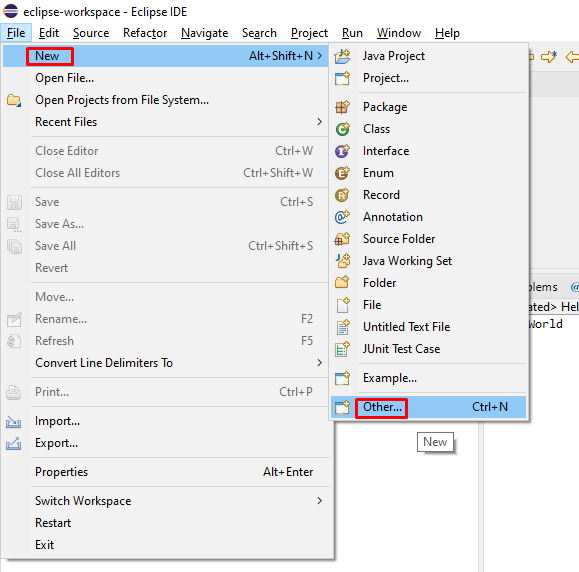 eclipse-workspace - Eclipse IDE
File Edit Source Refactor Navigate Search Project Run Window Help
New Alt+Shift+N
Open File...
Open Projects from File System...
Recent Files
Close Editor Ctrl+W
Close All Editors Ctrl+Shift+W
Save Ctrl+S
Save As...
Save All Ctrl+Shift+S
Revert
Move...
Rename... F2
Refresh F5
Convert Line Delimiters To
Print... Ctrl+P
Import...
Export...
Properties Alt+Enter
Switch Workspace
Restart
Exit
Java Project
Project...
Package
Class
Interface
Enum
Record
Annotation
Source Folder
Java Working Set
Folder
File
Untitled Text File
JUnit Test Case
Example...
Other... Ctrl+N
New
blems @
ated> Hel
World